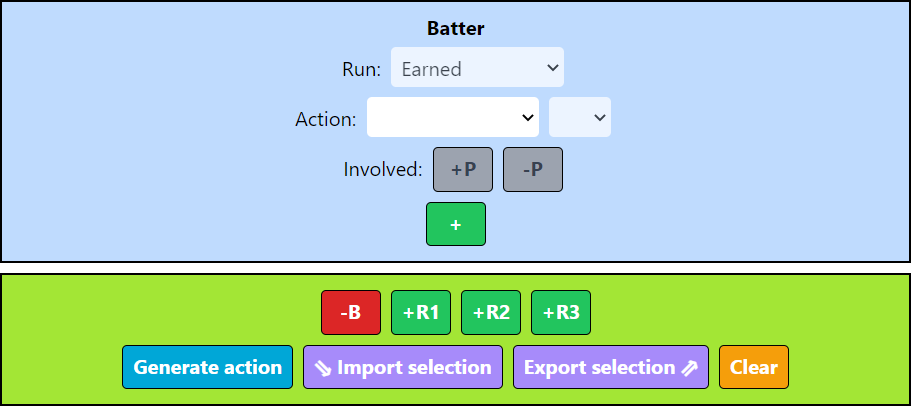 Batter
Run: Earned
Action:
Involved: +P -P
+
-B +R1 +R2 +R3
Generate action ⇘ Import selection Export selection ⇗ Clear